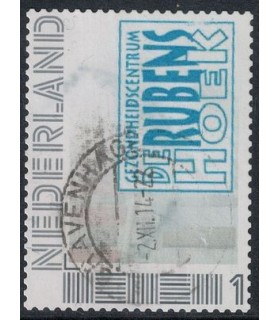 NEDERLAND
GEZONDHEIDSCENTRUM
DE RUBENS
HOEK
1